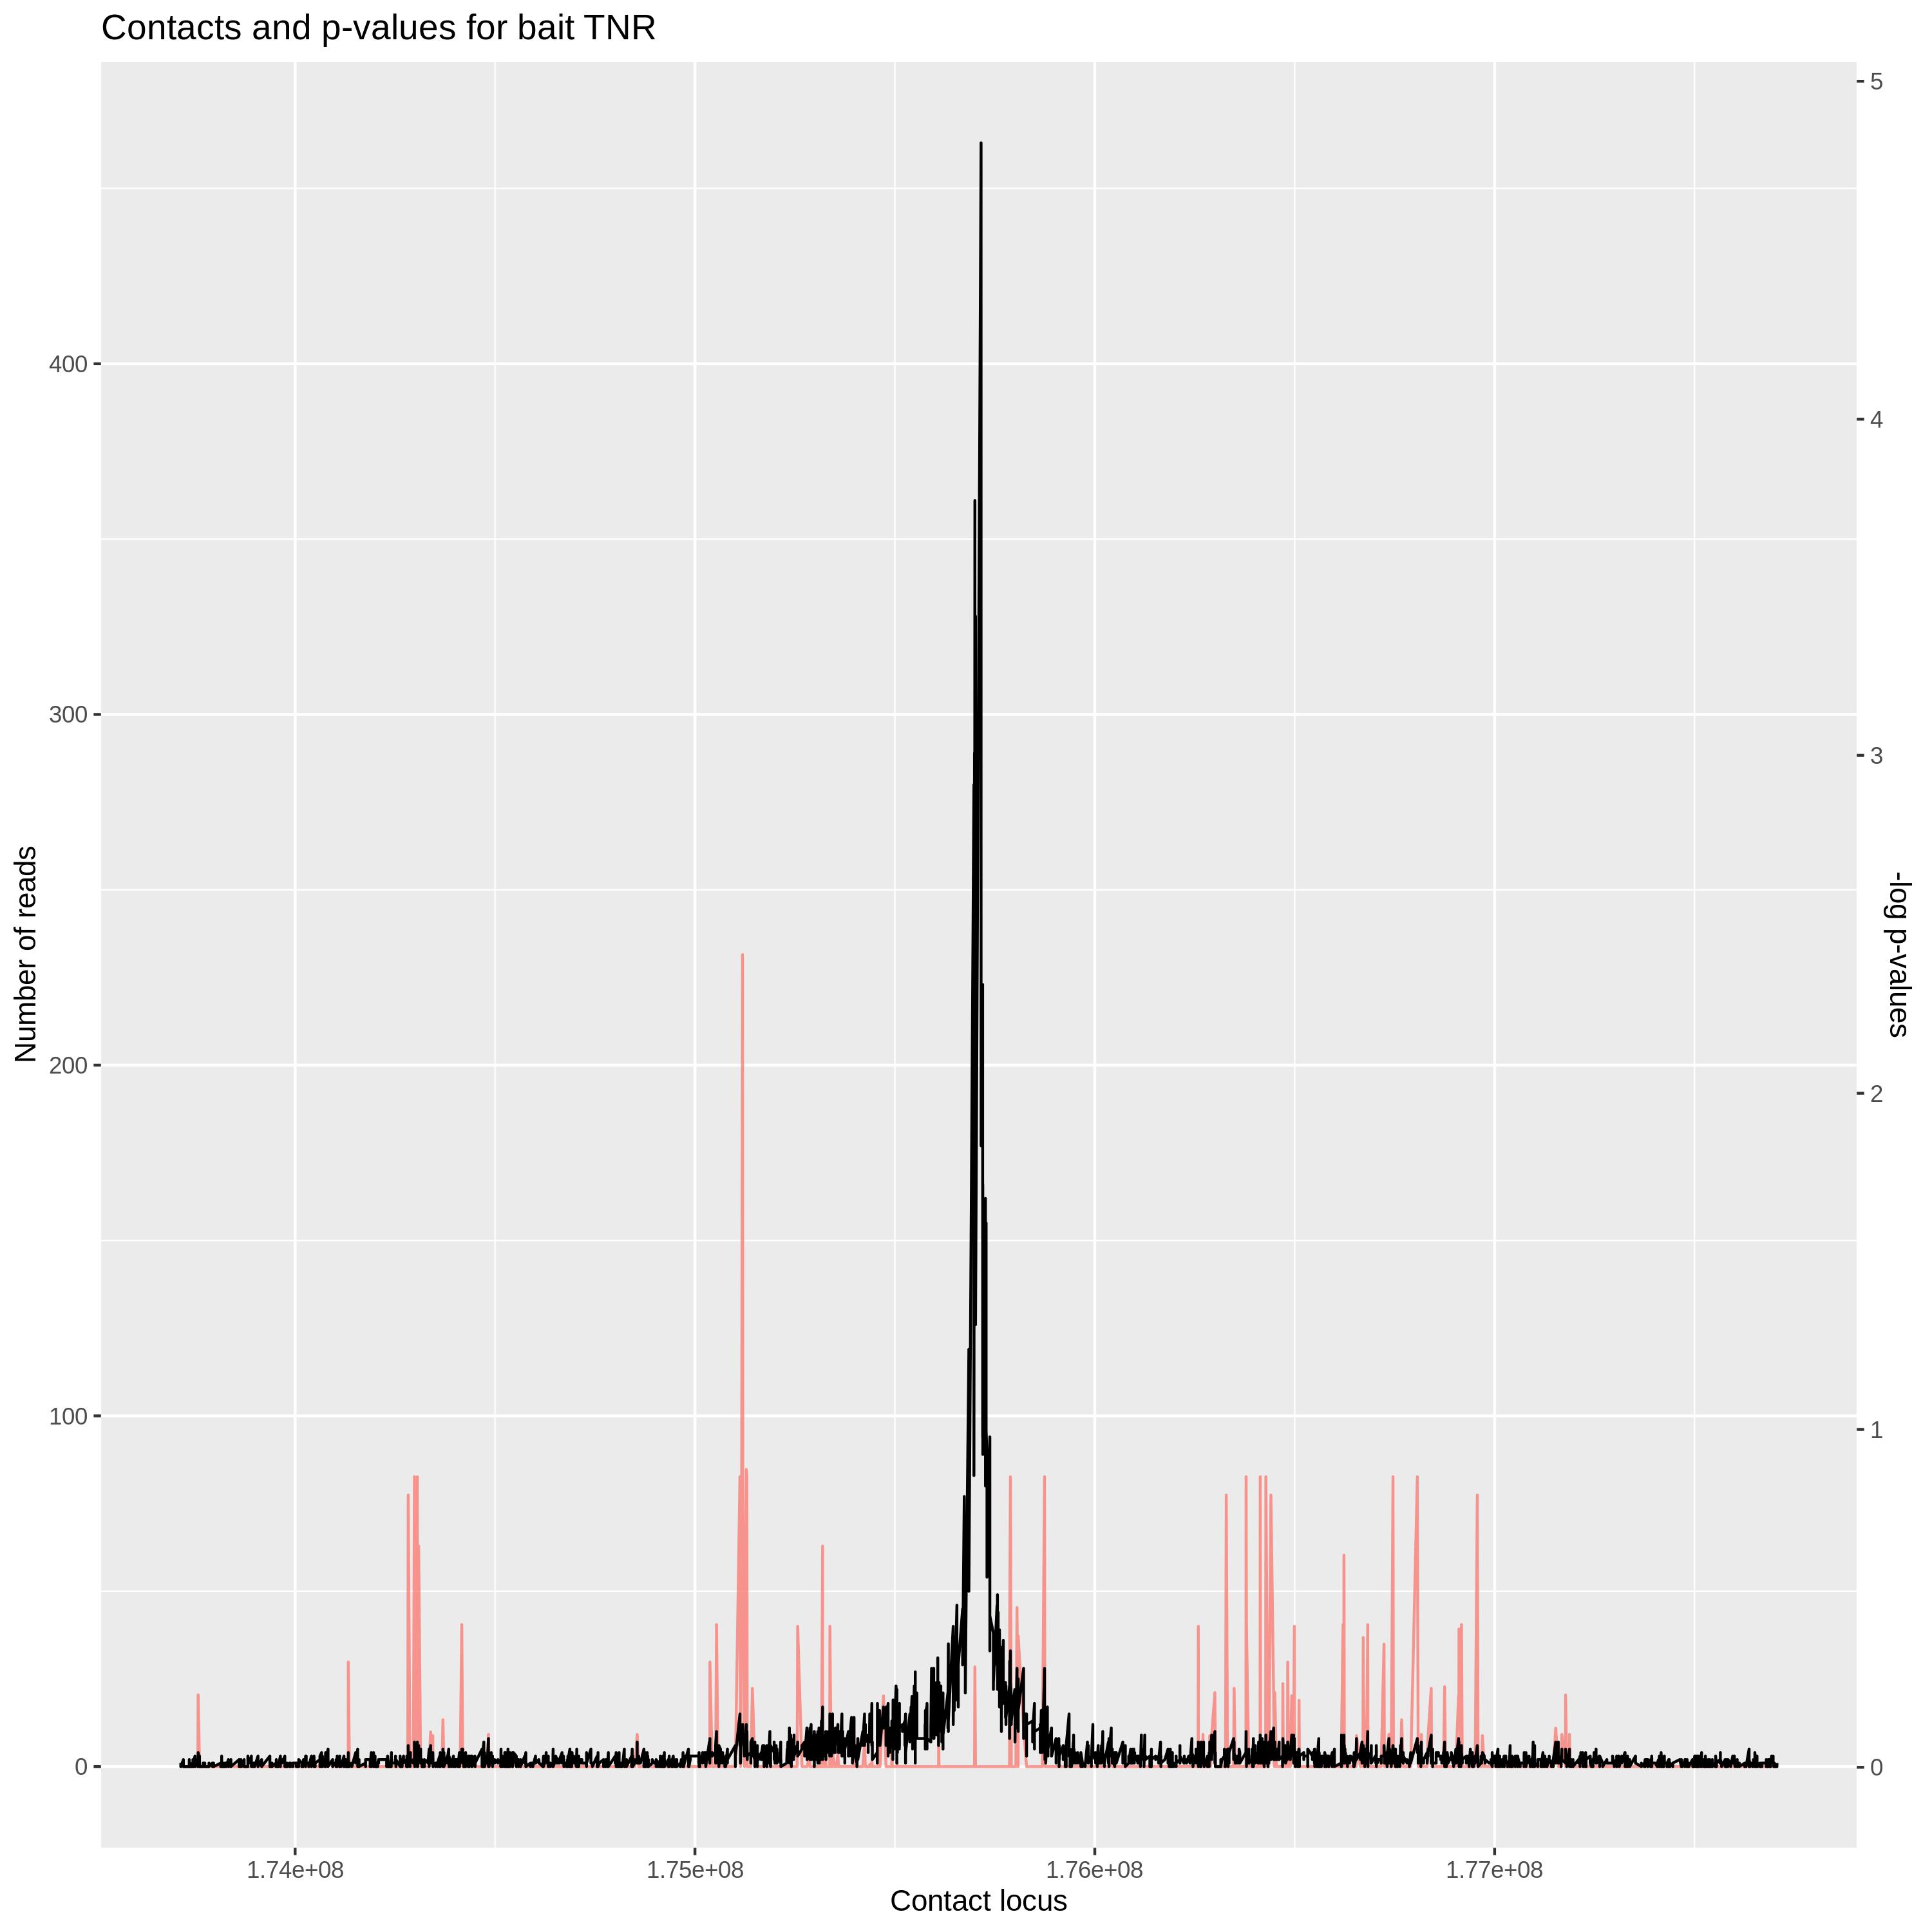 Contacts and p-values for bait TNR
5
4
3
2
1
0
400
300
200
100
0
Number of reads
-log p-values
1.74e+08
1.75e+08
1.76e+08
1.77e+08
Contact locus